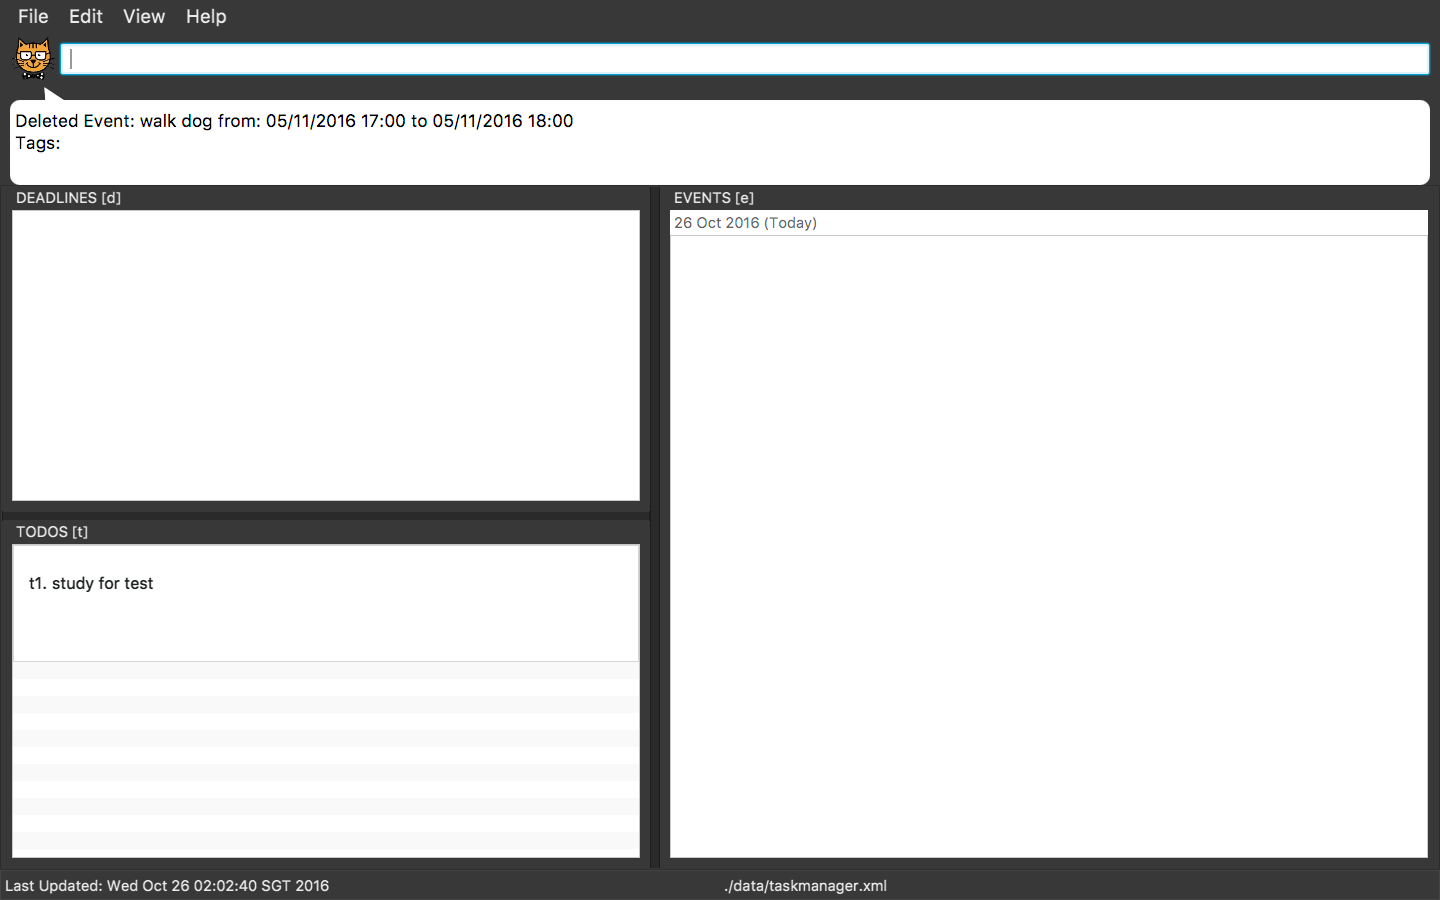 File Edit View Help
Deleted Event: walk dog from: 05/11/2016 17:00 to 05/11/2016 18:00
Tags:
DEADLINES [d]
TODOS [t]
t1. study for test
EVENTS [e]
26 Oct 2016 (Today)
Last Updated: Wed Oct 26 02:02:40 SGT 2016
./data/taskmanager.xml